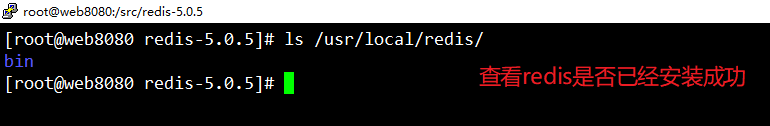 root@web8080:/src/redis-5.0.5
[root@web8080 redis-5.0.5]# ls /usr/local/redis/
bin
查看redis是否已经安装成功
[root@web8080 redis-5.0.5]#